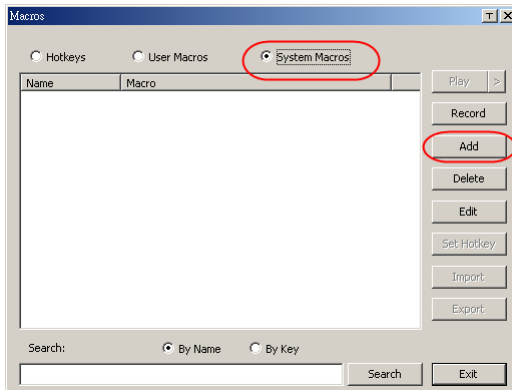 Macros
Hotkeys User Macros System Macros
Name Macro
Play >
Record
Add
Delete
Edit
Set Hotkey
Import
Export
Search: By Name By Key
Search Exit